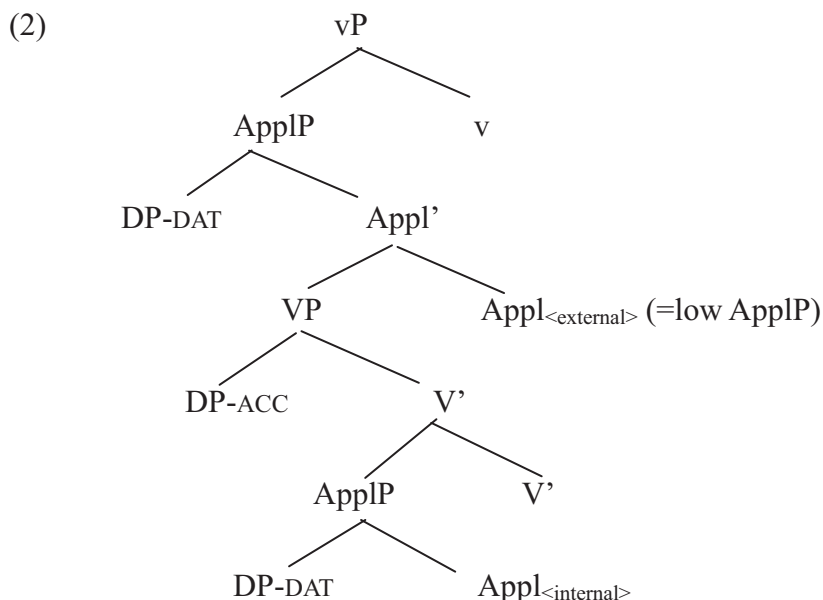 (2) vP
ApplP v
DP-DAT Appl’
VP Appl<external> (=low ApplP)
DP-ACC V’
ApplP V’
DP-DAT Appl<internal>